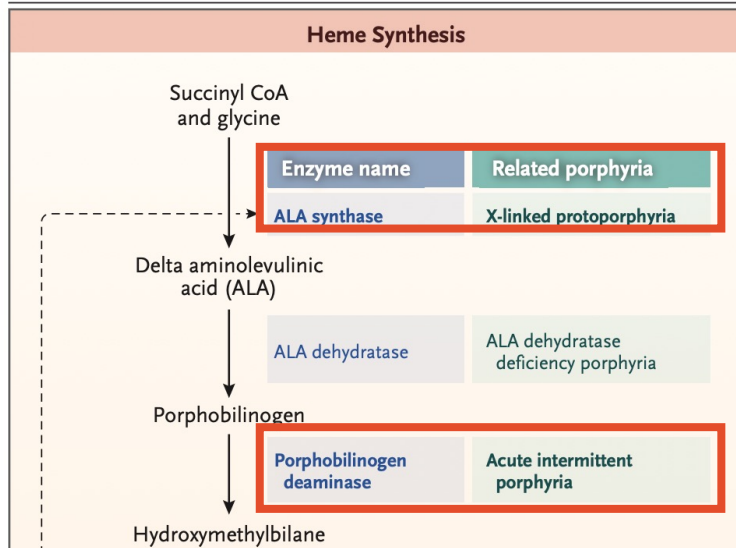 Heme Synthesis
Succinyl CoA
and glycine
Enzyme name
Related porphyria
ALA synthase
X-linked protoporphyria
Delta aminolevulinic
acid (ALA)
ALA dehydratase
ALA dehydratase
deficiency porphyria
Porphobilinogen
Porphobilinogen
deaminase
Acute intermittent
porphyria
Hydroxymethylbilane